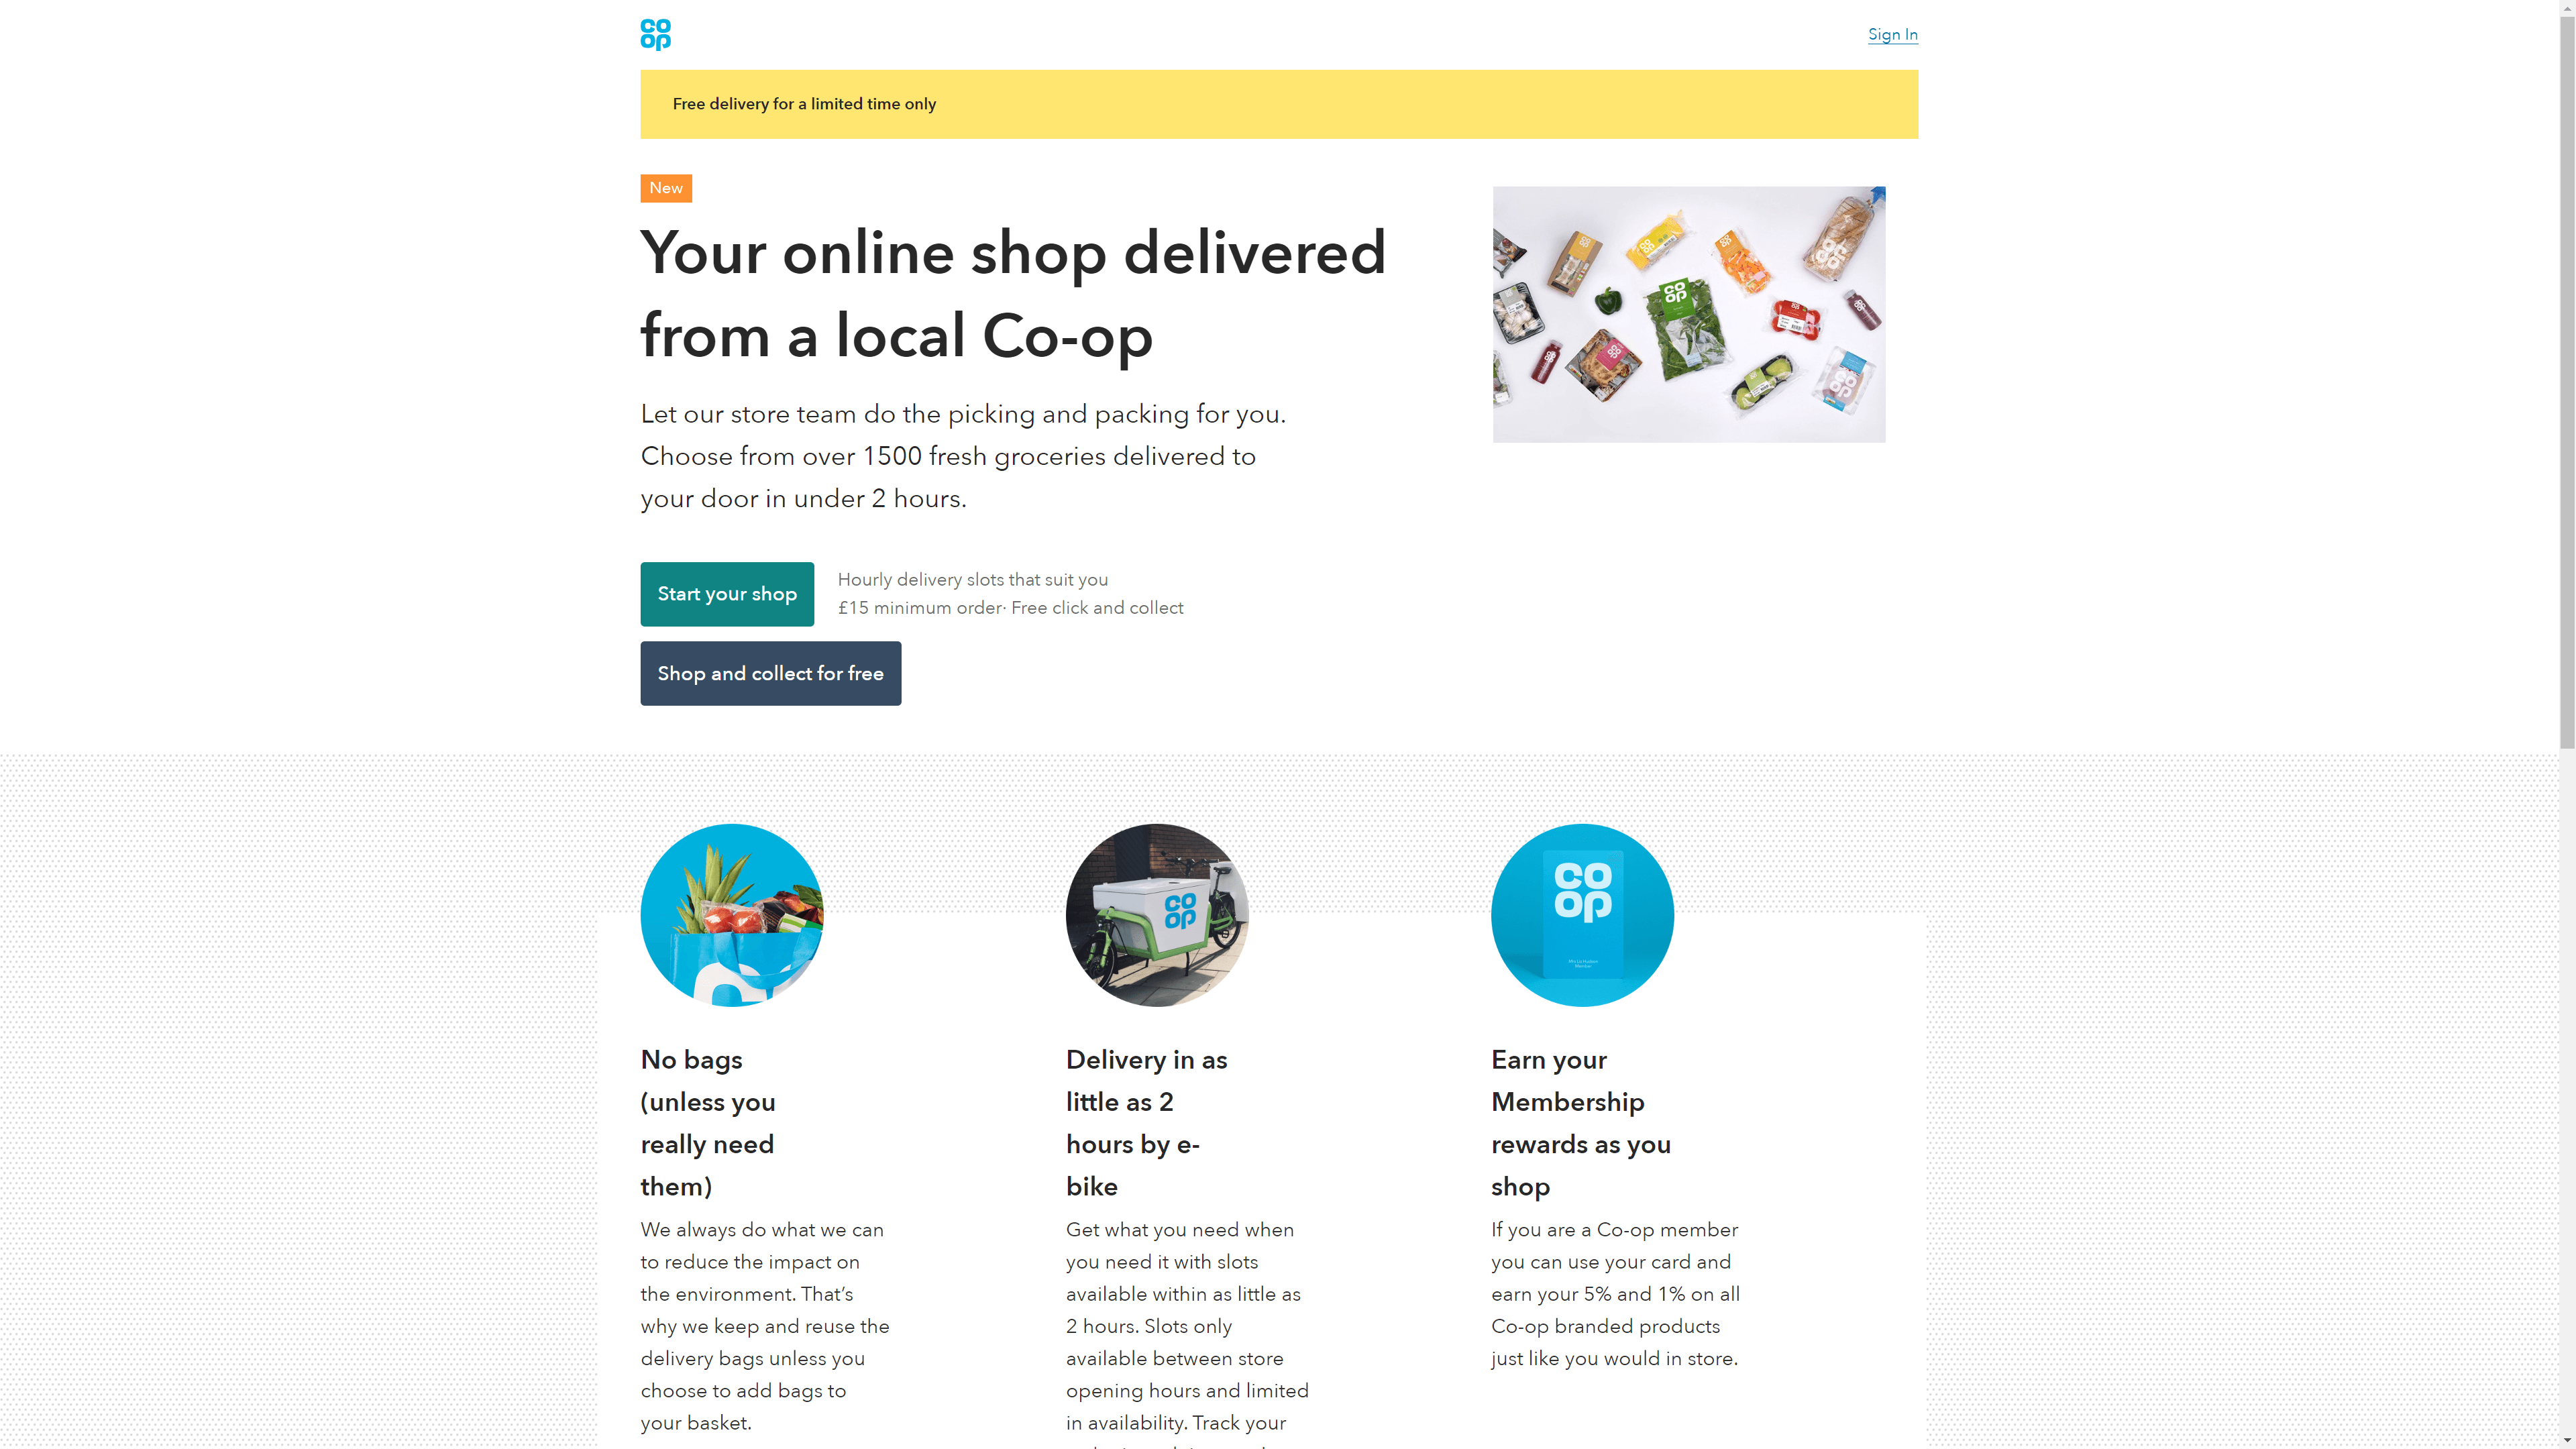 co
op
Sign In
Free delivery for a limited time only
New
Your online shop delivered
from a local Co-op
Let our store team do the picking and packing for you.
Choose from over 1500 fresh groceries delivered to
your door in under 2 hours.
Start your shop
Hourly delivery slots that suit you
£15 minimum order· Free click and collect
Shop and collect for free
co
op
co
op
No bags
(unless you
really need
them)
We always do what we can
to reduce the impact on
the environment. That’s
why we keep and reuse the
delivery bags unless you
choose to add bags to
your basket.
Delivery in as
little as 2
hours by e-
bike
Get what you need when
you need it with slots
available within as little as
2 hours. Slots only
available between store
opening hours and limited
in availability. Track your
Earn your
Membership
rewards as you
shop
If you are a Co-op member
you can use your card and
earn your 5% and 1% on all
Co-op branded products
just like you would in store.